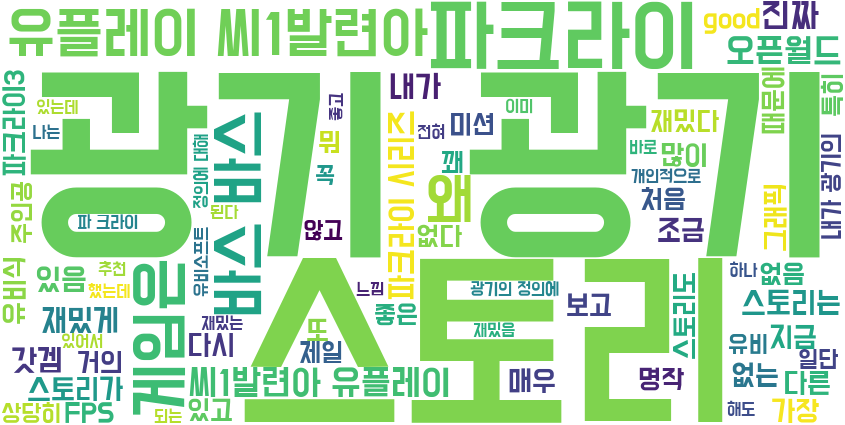 유플레이 씨1발련아
파크라이
good
진짜
오픈월드
광기 광기
파크라이3
있는데
나는
주인공
유비식
파 크라이
추천
했는데
있음
재밌게
있어서
갓겜
거의
스토리가
상당히
FPS
되는
게임은
정의에 대해
된다
유비소프트
좋고
내가
뭔
꼭
않고
파크라이 시리즈
전혀
미션
꽤
없다
왜
이미
재밌다
바로
많이
개인적으로
처음
조금
때문에
그래픽
특히
내가 광기의
스토리
느낌
광기의 정의에
좋은
재밌음
보고
스토리도
하나
없음
스토리는
유비
지금
일단
없는
다른
재밌는
다시
또
제일
씨1발련아 유플레이
있고
매우
명작
해도
가장